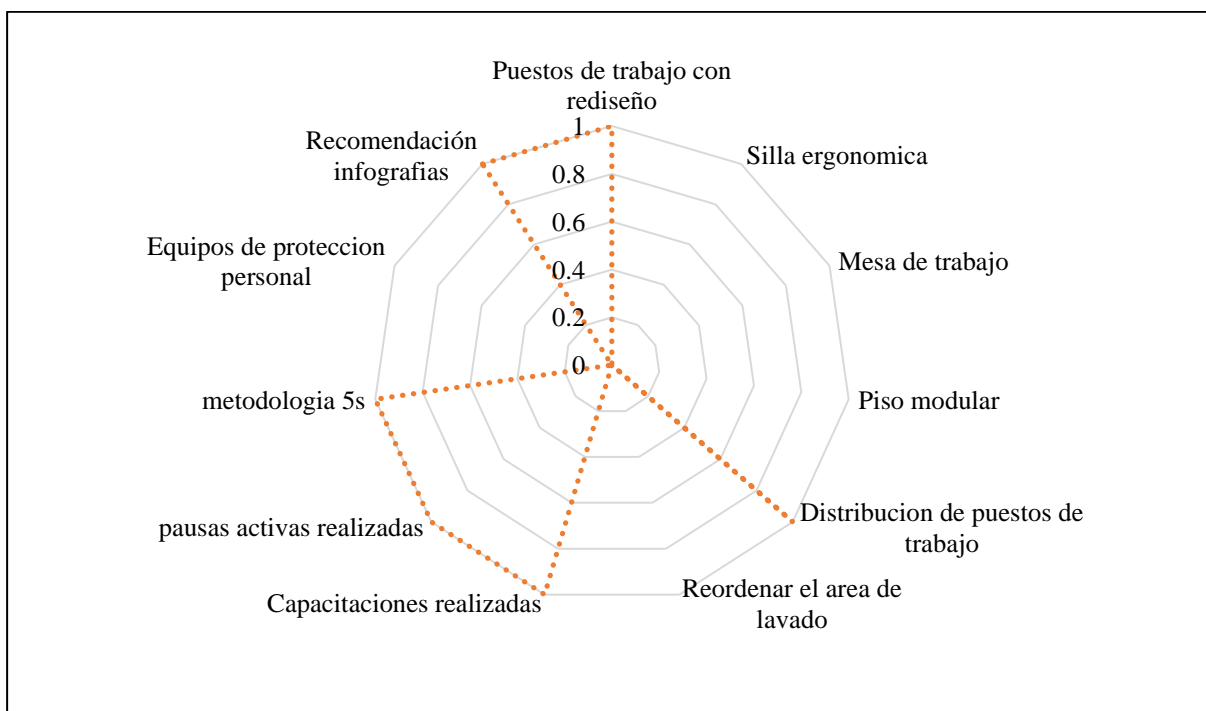 Puestos de trabajo con
rediseño
Silla ergonomica
Mesa de trabajo
Piso modular
Distribucion de puestos de
trabajo
Reordenar el area de
lavado
Capacitaciones realizadas
pausas activas realizadas
metodologia 5s
Equipos de proteccion
personal
Recomendación
infografias
1
0.8
0.6
0.4
0.2
0